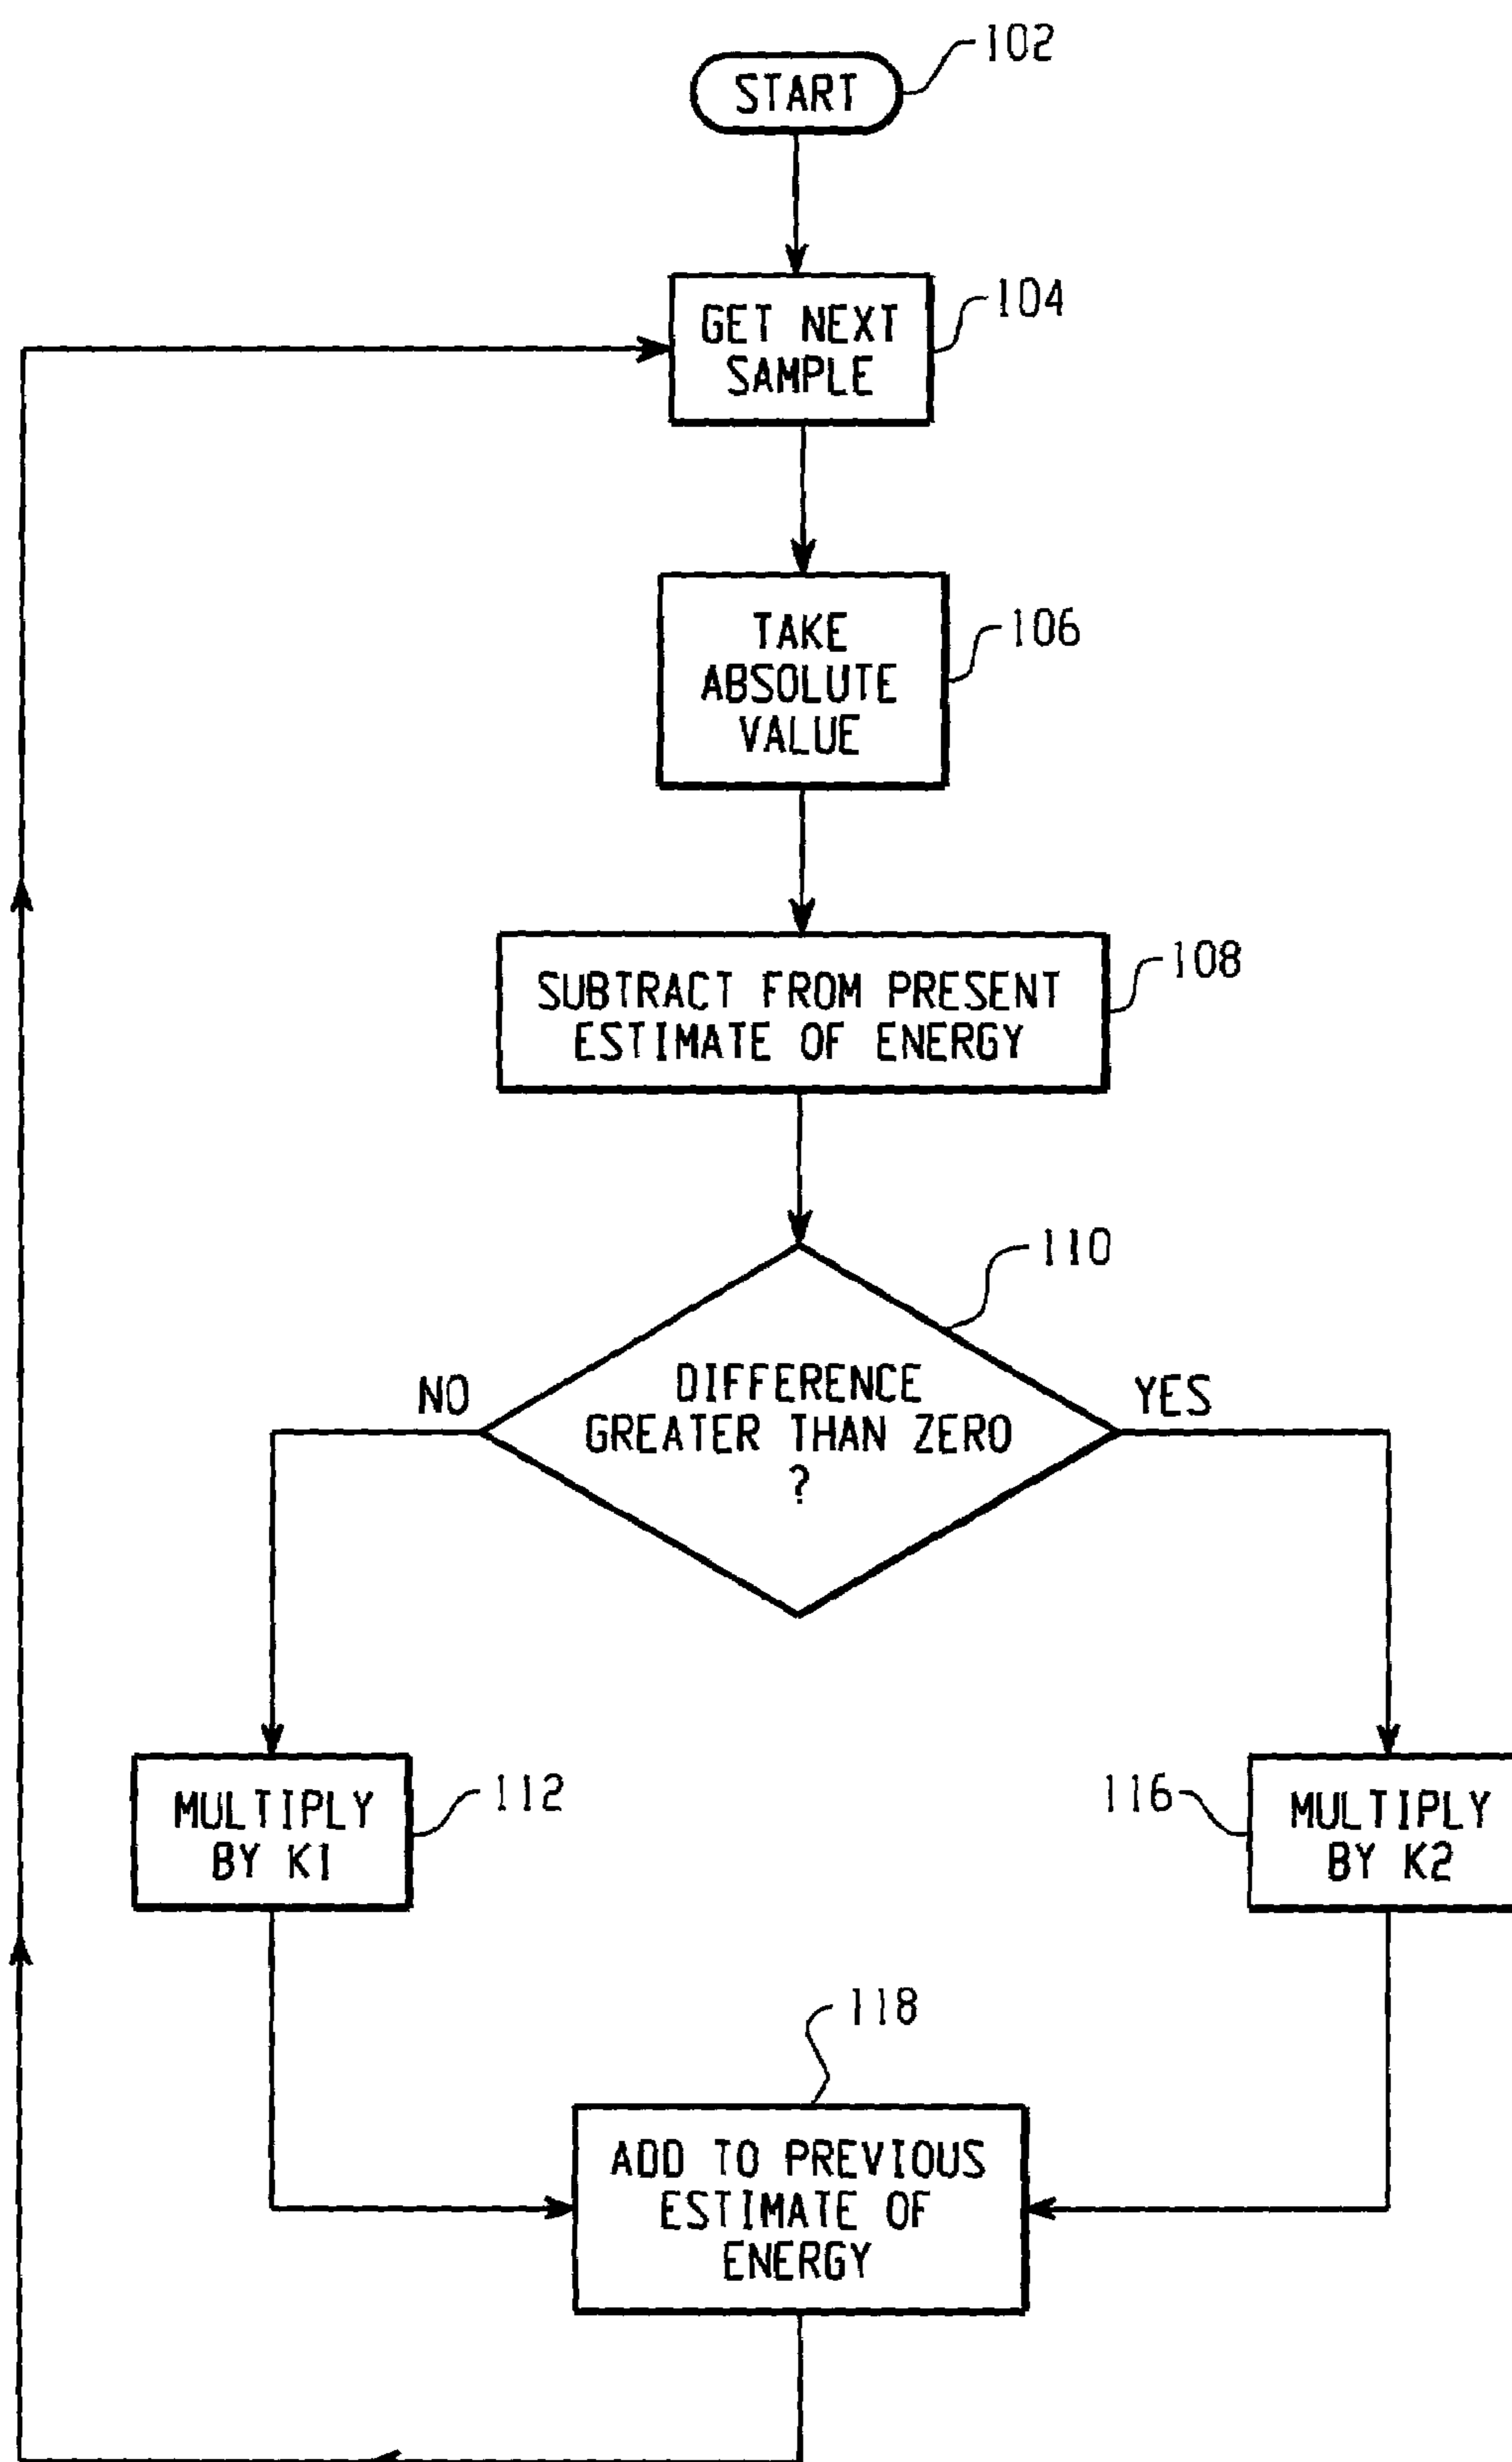 102
START
104
GET NEXT
SAMPLE
106
TAKE
ABSOLUTE
VALUE
108
SUBTRACT FROM PRESENT
ESTIMATE OF ENERGY
110
NO
DIFFERENCE
GREATER THAN ZERO
?
YES
MULTIPLY
BY K1
112
116
MULTIPLY
BY K2
118
ADD TO PREVIOUS
ESTIMATE OF
ENERGY